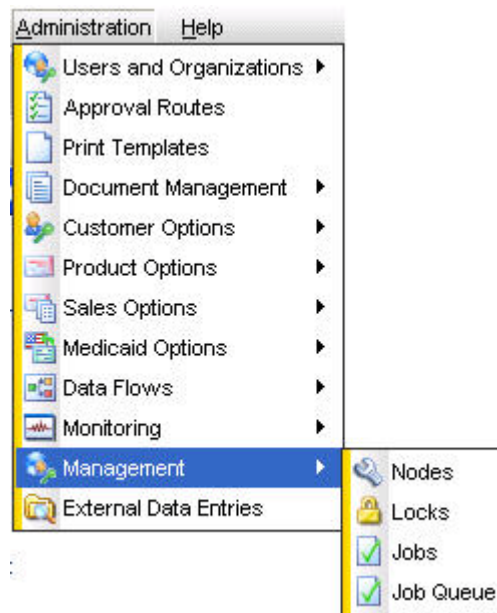 Administration Help
Users and Organizations
Approval Routes
Print Templates
Document Management
Customer Options
Product Options
Sales Options
Medicaid Options
Data Flows
Monitoring
Management
External Data Entries
Nodes
Locks
Jobs
Job Queue